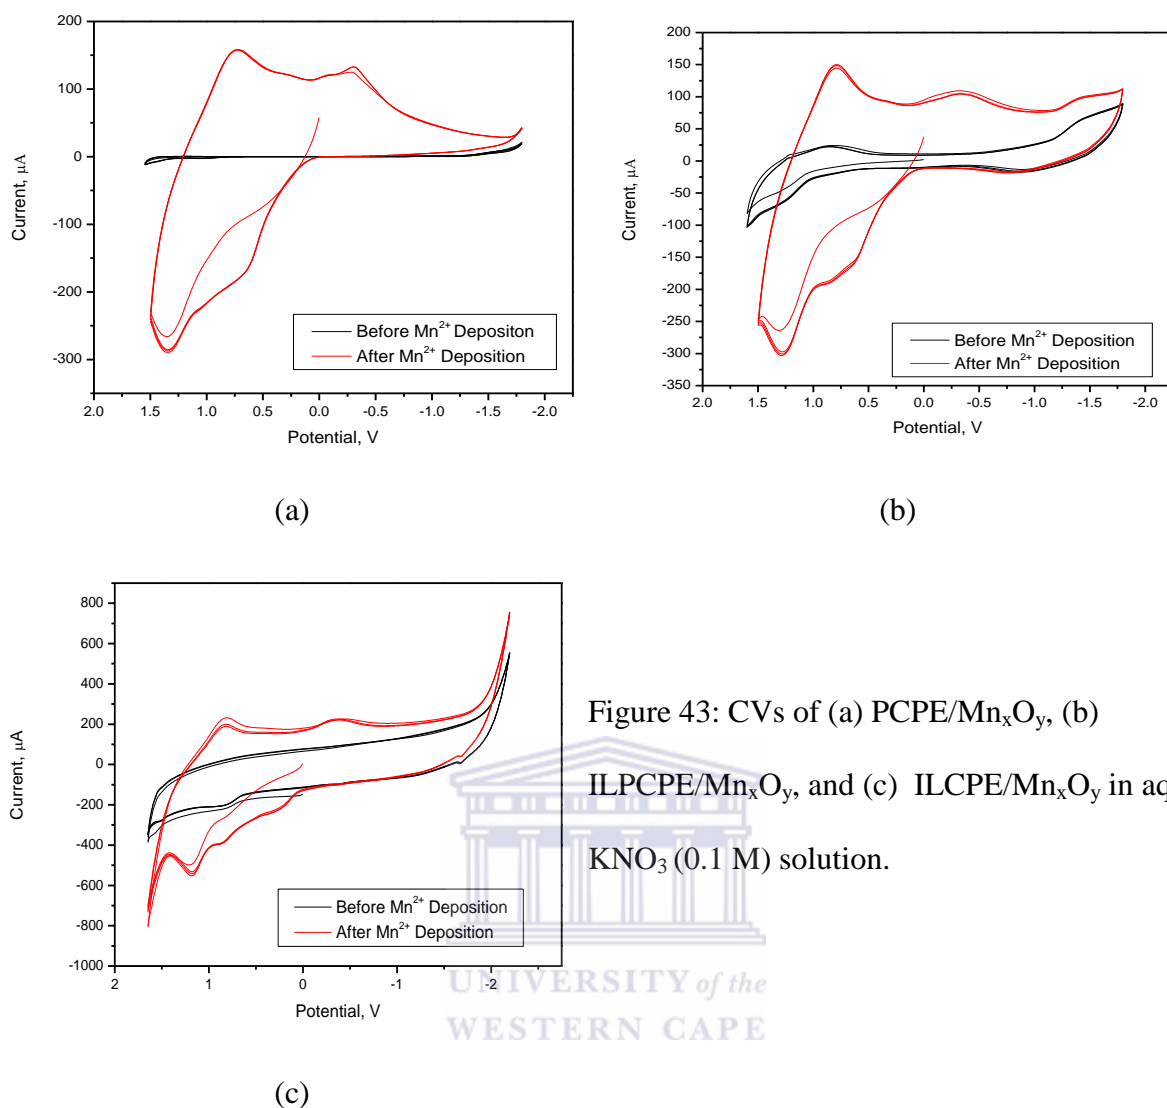 200
100
0
-100
-200
-300
Current, μA
2.0 1.5 1.0 0.5 0.0 -0.5 -1.0 -1.5 -2.0
Potential, V
Before Mn²⁺ Depositon
After Mn²⁺ Deposition
(a)
200
150
100
50
0
-50
-100
-150
-200
-250
-300
-350
Current, μA
2.0 1.5 1.0 0.5 0.0 -0.5 -1.0 -1.5 -2.0
Potential, V
Before Mn²⁺ Deposition
After Mn²⁺ Deposition
(b)
800
600
400
200
0
-200
-400
-600
-800
-1000
Current, μA
2 1 0 -1 -2
Potential, V
Before Mn²⁺ Deposition
After Mn²⁺ Deposition
(c)
Figure 43: CVs of (a) PCPE/MnₓOᵧ, (b)
ILPCPE/MnₓOᵧ, and (c) ILCPE/MnₓOᵧ in aq
KNO₃ (0.1 M) solution.
UNIVERSITY of the
WESTERN CAPE